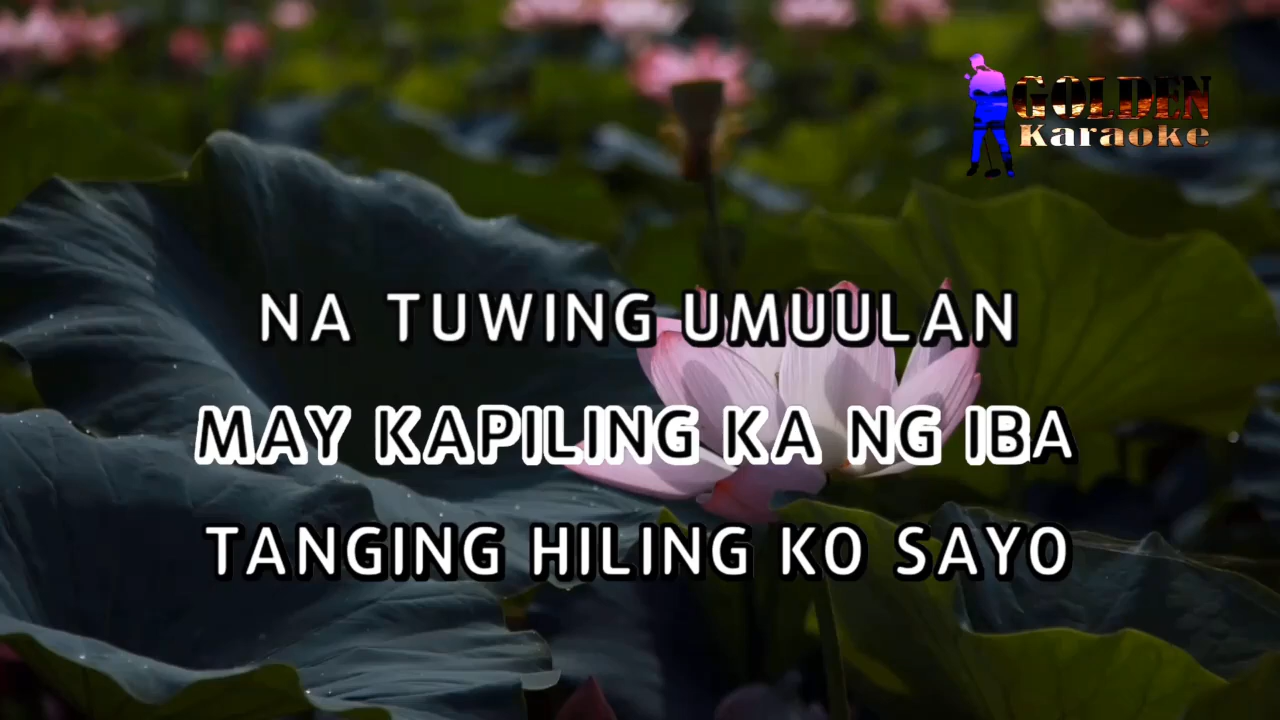 GOLDEN
Karaoke
NA TUWING UMUULAN
MAY KAPILING KA NG IBA
TANGING HILING KO SAYO